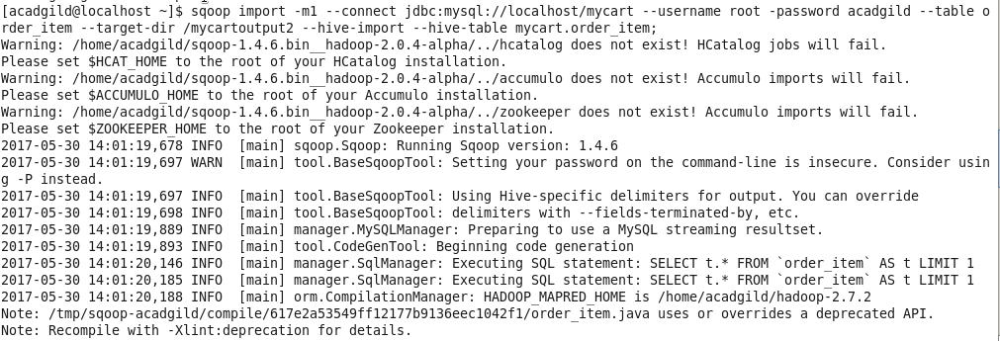 [acadgild@localhost ~]$ sqoop import -m1 --connect jdbc:mysql://localhost/mycart --username root -password acadgild --table o
rder_item --target-dir /mycartoutput2 --hive-import --hive-table mycart.order_item;
Warning: /home/acadgild/sqoop-1.4.6.bin__hadoop-2.0.4-alpha/../hcatalog does not exist! HCatalog jobs will fail.
Please set $HCAT_HOME to the root of your HCatalog installation.
Warning: /home/acadgild/sqoop-1.4.6.bin__hadoop-2.0.4-alpha/../accumulo does not exist! Accumulo imports will fail.
Please set $ACCUMULO_HOME to the root of your Accumulo installation.
Warning: /home/acadgild/sqoop-1.4.6.bin__hadoop-2.0.4-alpha/../zookeeper does not exist! Accumulo imports will fail.
Please set $ZOOKEEPER_HOME to the root of your Zookeeper installation.
2017-05-30 14:01:19,678 INFO  [main] sqoop.Sqoop: Running Sqoop version: 1.4.6
2017-05-30 14:01:19,697 WARN  [main] tool.BaseSqoopTool: Setting your password on the command-line is insecure. Consider usin
g -P instead.
2017-05-30 14:01:19,697 INFO  [main] tool.BaseSqoopTool: Using Hive-specific delimiters for output. You can override
2017-05-30 14:01:19,698 INFO  [main] tool.BaseSqoopTool: delimiters with --fields-terminated-by, etc.
2017-05-30 14:01:19,889 INFO  [main] manager.MySQLManager: Preparing to use a MySQL streaming resultset.
2017-05-30 14:01:19,893 INFO  [main] tool.CodeGenTool: Beginning code generation
2017-05-30 14:01:20,146 INFO  [main] manager.SqlManager: Executing SQL statement: SELECT t.* FROM `order_item` AS t LIMIT 1
2017-05-30 14:01:20,185 INFO  [main] manager.SqlManager: Executing SQL statement: SELECT t.* FROM `order_item` AS t LIMIT 1
2017-05-30 14:01:20,188 INFO  [main] orm.CompilationManager: HADOOP_MAPRED_HOME is /home/acadgild/hadoop-2.7.2
Note: /tmp/sqoop-acadgild/compile/617e2a53549ff12177b9136eec1042f1/order_item.java uses or overrides a deprecated API.
Note: Recompile with -Xlint:deprecation for details.